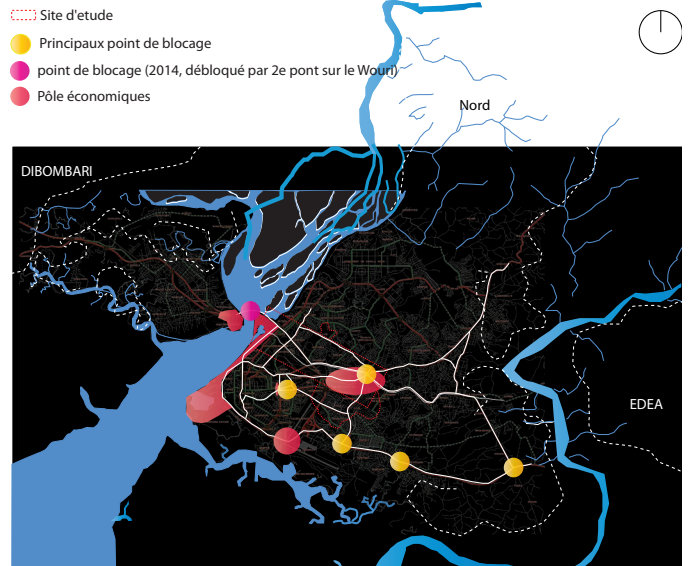 Site d'etude
Principaux point de blocage
point de blocage (2014, débloqué par 2e pont sur le Wouri)
Pôle économiques
Nord
DIBOMBARI
EDEA